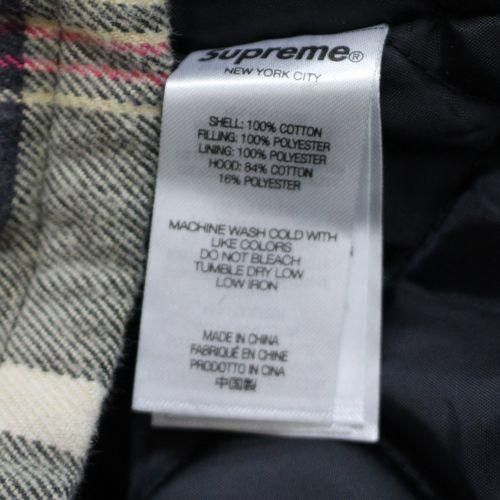 Supreme®
NEW YORK CITY
SHELL: 100% COTTON
FILLING: 100% POLYESTER
LINING: 100% POLYESTER
HOOD: 84% COTTON
16% POLYESTER
MACHINE WASH COLD WITH
LIKE COLORS
DO NOT BLEACH
TUMBLE DRY LOW
LOW IRON
MADE IN CHINA
FABRIQUÉ EN CHINE
PRODOTTO IN CINA
中国製